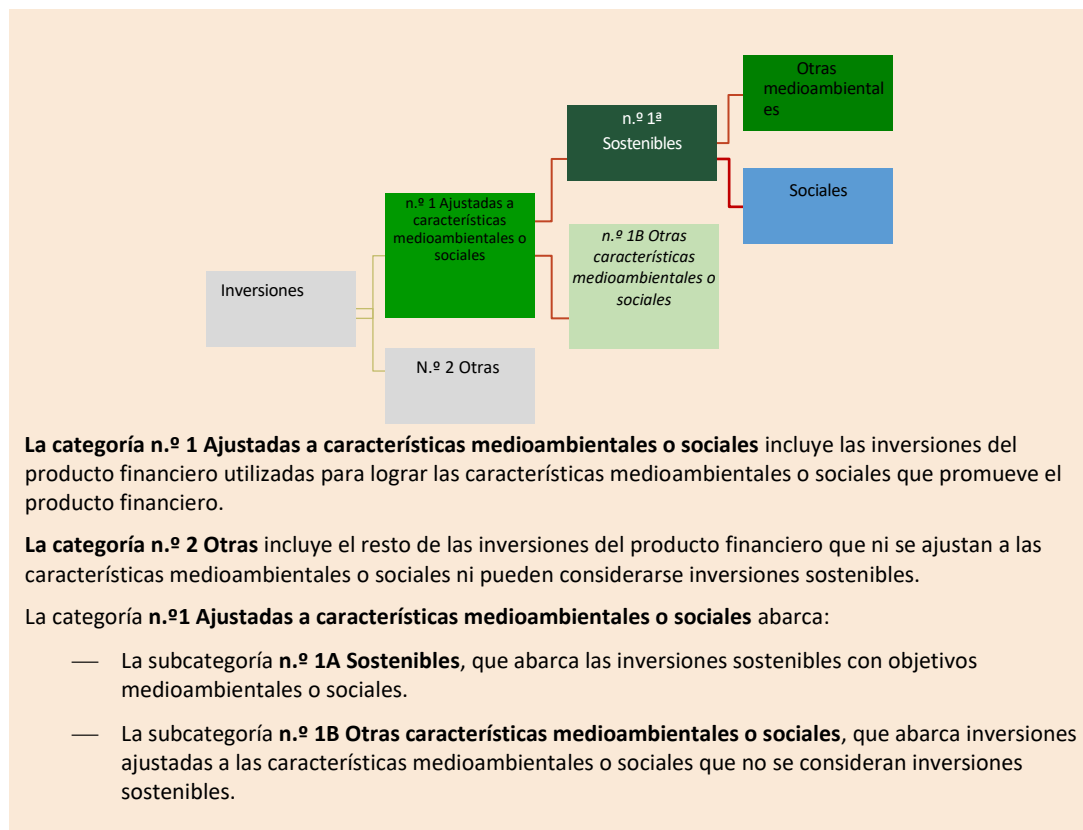 Otras
medioambiental
es
n.º 1ª
Sostenibles
Sociales
n.º 1 Ajustadas a
características
medioambientales o
sociales
n.º 1B Otras
características
medioambientales o
sociales
Inversiones
N.º 2 Otras
La categoría n.º 1 Ajustadas a características medioambientales o sociales incluye las inversiones del
producto financiero utilizadas para lograr las características medioambientales o sociales que promueve el
producto financiero.
La categoría n.º 2 Otras incluye el resto de las inversiones del producto financiero que ni se ajustan a las
características medioambientales o sociales ni pueden considerarse inversiones sostenibles.
La categoría n.º1 Ajustadas a características medioambientales o sociales abarca:
— La subcategoría n.º 1A Sostenibles, que abarca las inversiones sostenibles con objetivos
medioambientales o sociales.
— La subcategoría n.º 1B Otras características medioambientales o sociales, que abarca inversiones
ajustadas a las características medioambientales o sociales que no se consideran inversiones
sostenibles.